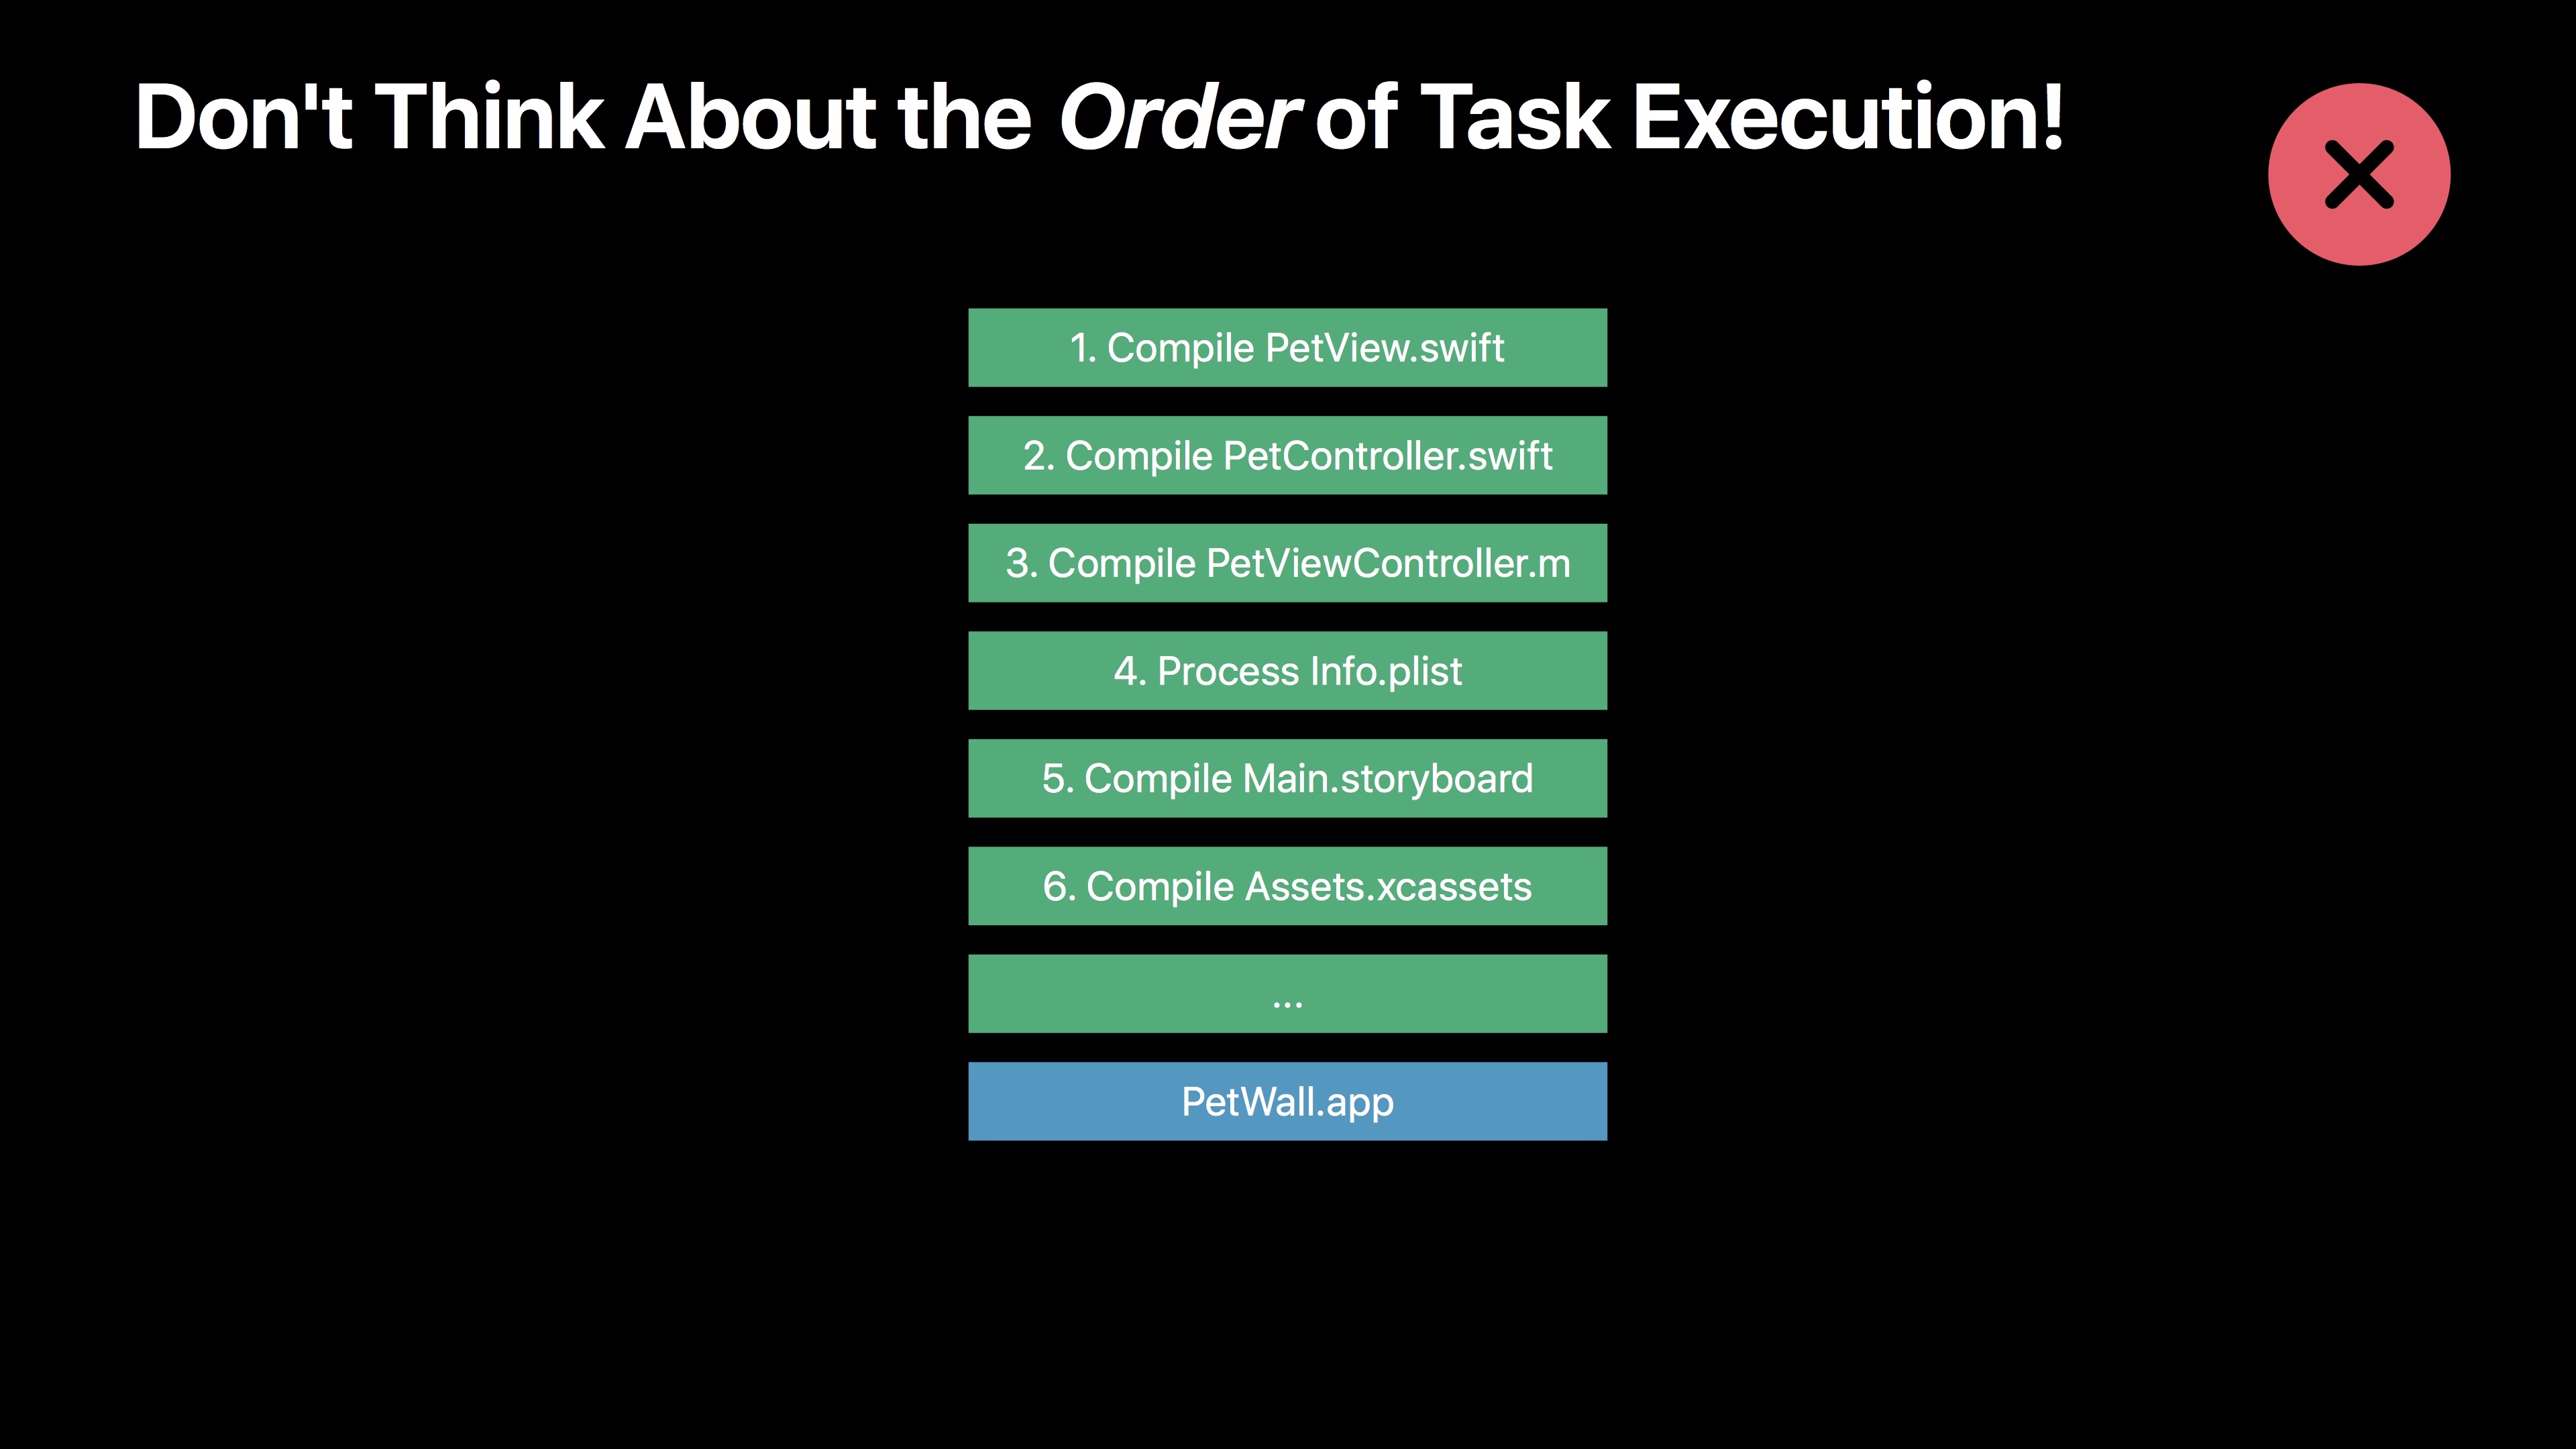 Don't Think About the Order of Task Execution!
1. Compile PetView.swift
2. Compile PetController.swift
3. Compile PetViewController.m
4. Process Info.plist
5. Compile Main.storyboard
6. Compile Assets.xcassets
...
PetWall.app